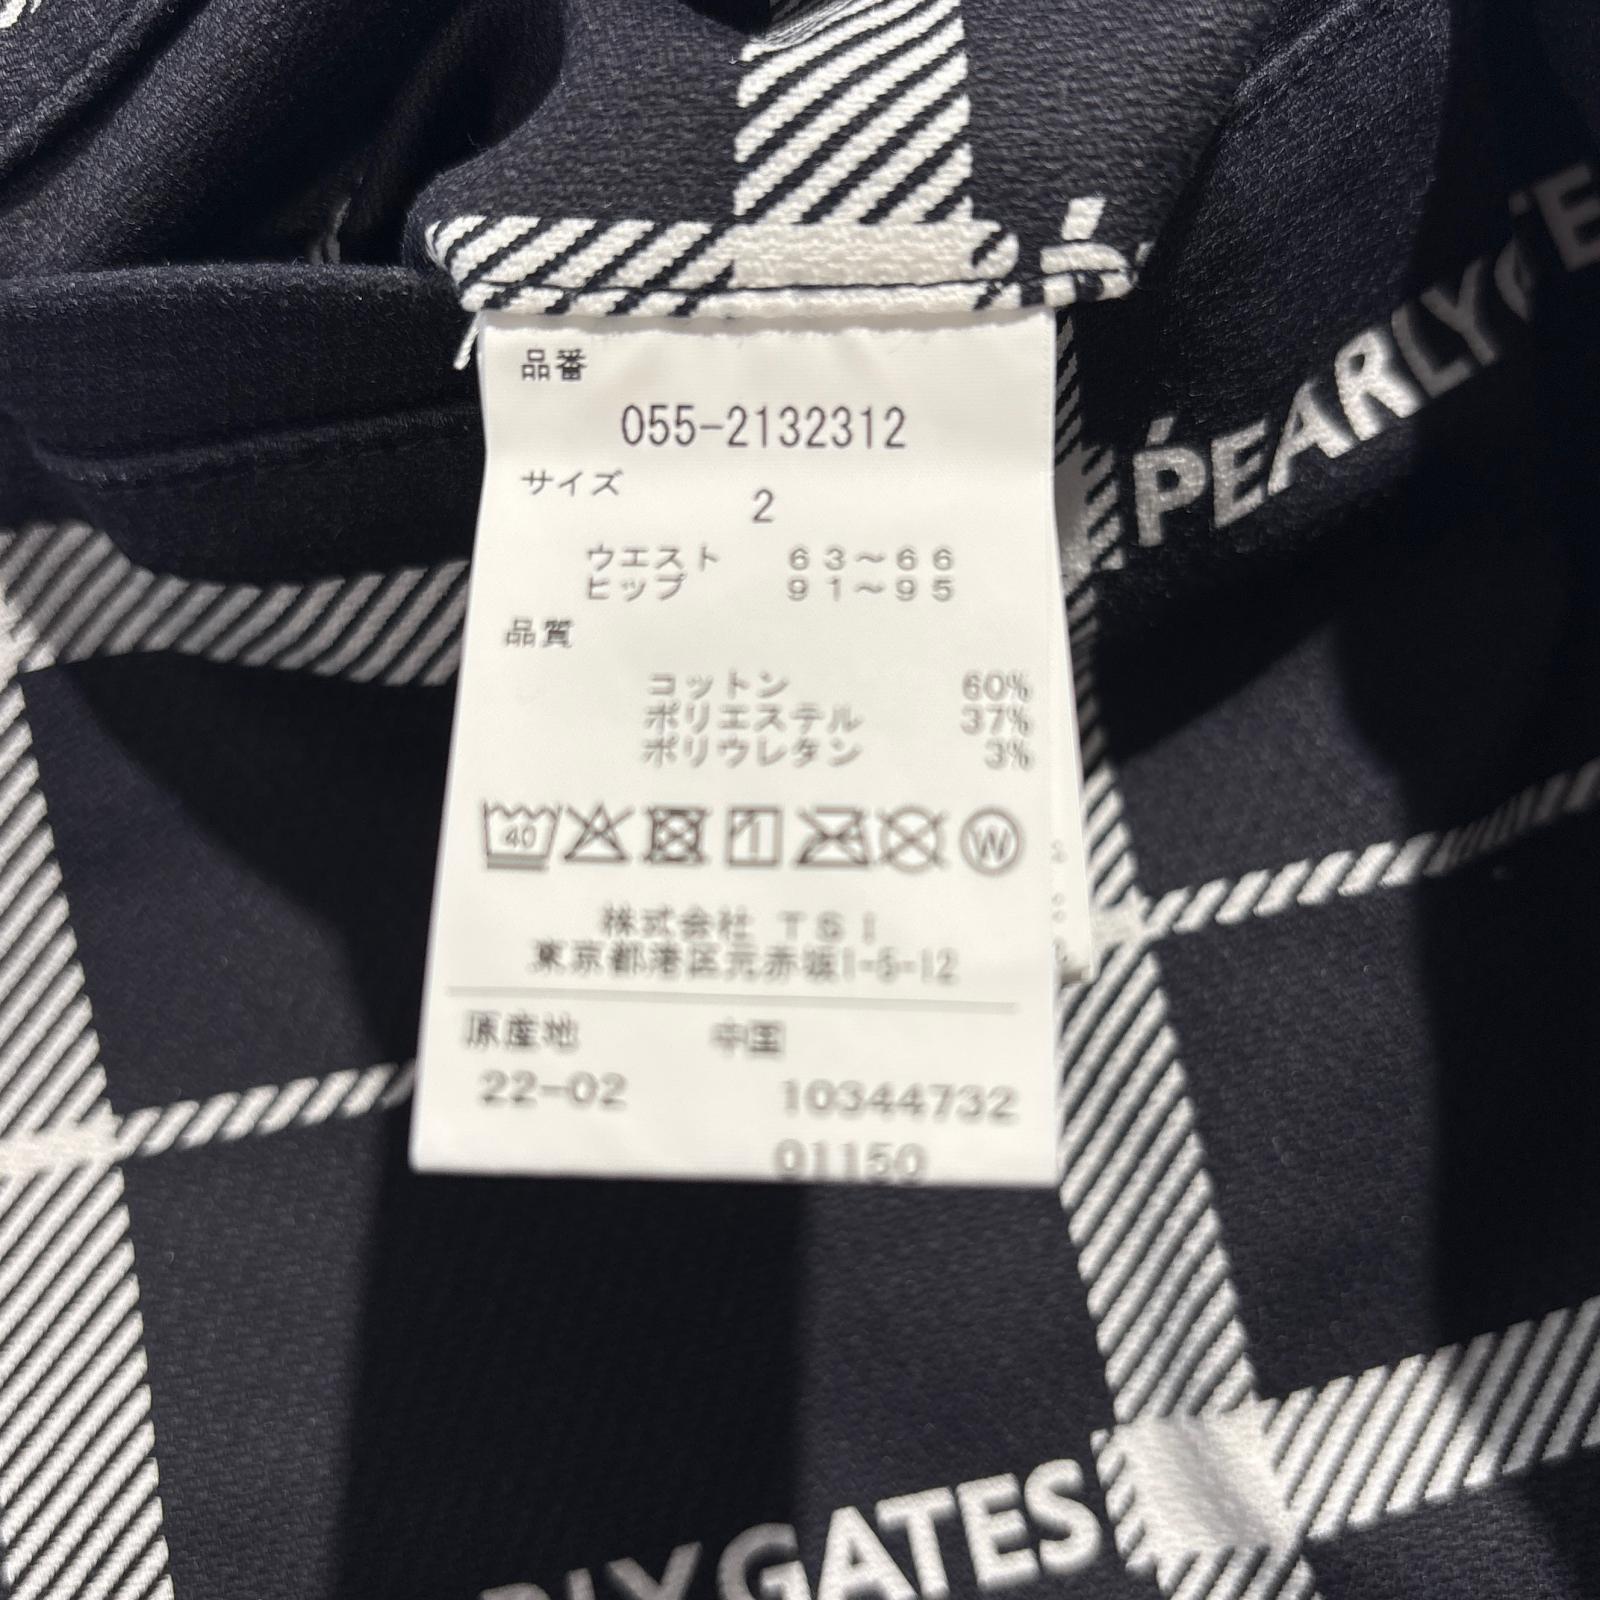 品番
055-2132312
サイズ
2
ウエスト 63～66
ヒップ 91～95
品質
コットン 60%
ポリエステル 37%
ポリウレタン 3%
40
W
株式会社 TSI
東京都港区元赤坂1-5-12
原産地 中国
22-02 10344732
01150
PEARLY GATE
RLY GATES